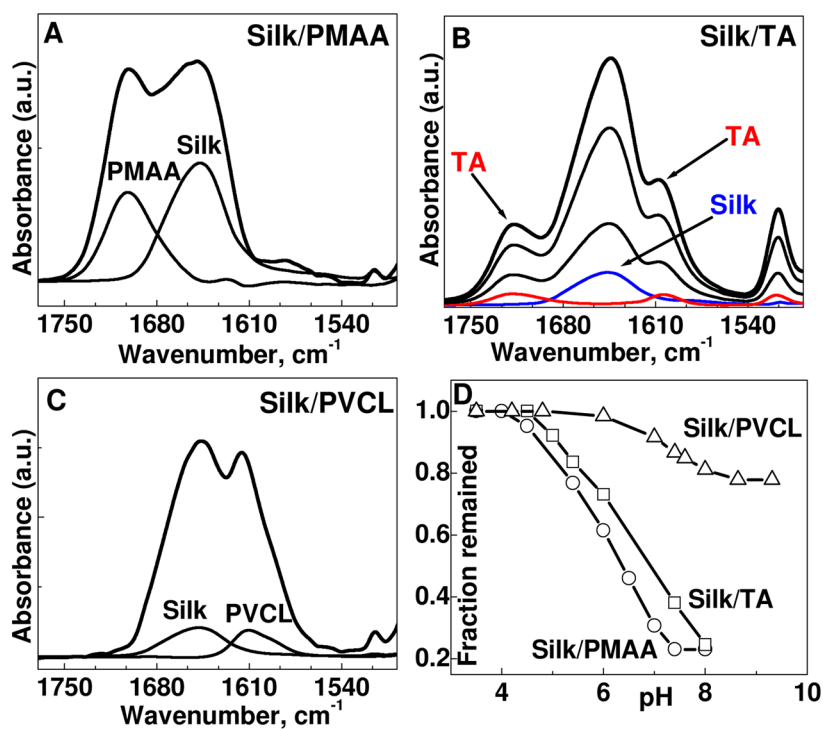 A
Silk/PMAA
Absorbance (a.u.)
PMAA
Silk
1750 1680 1610 1540
Wavenumber, cm-1
B
Silk/TA
Absorbance (a.u.)
TA
TA
Silk
1750 1680 1610 1540
Wavenumber, cm-1
C
Silk/PVCL
Absorbance (a.u.)
Silk
PVCL
1750 1680 1610 1540
Wavenumber, cm-1
D
Fraction remained
1.0
0.8
0.6
0.4
0.2
Silk/PVCL
Silk/TA
Silk/PMAA
4 6 8 10
pH